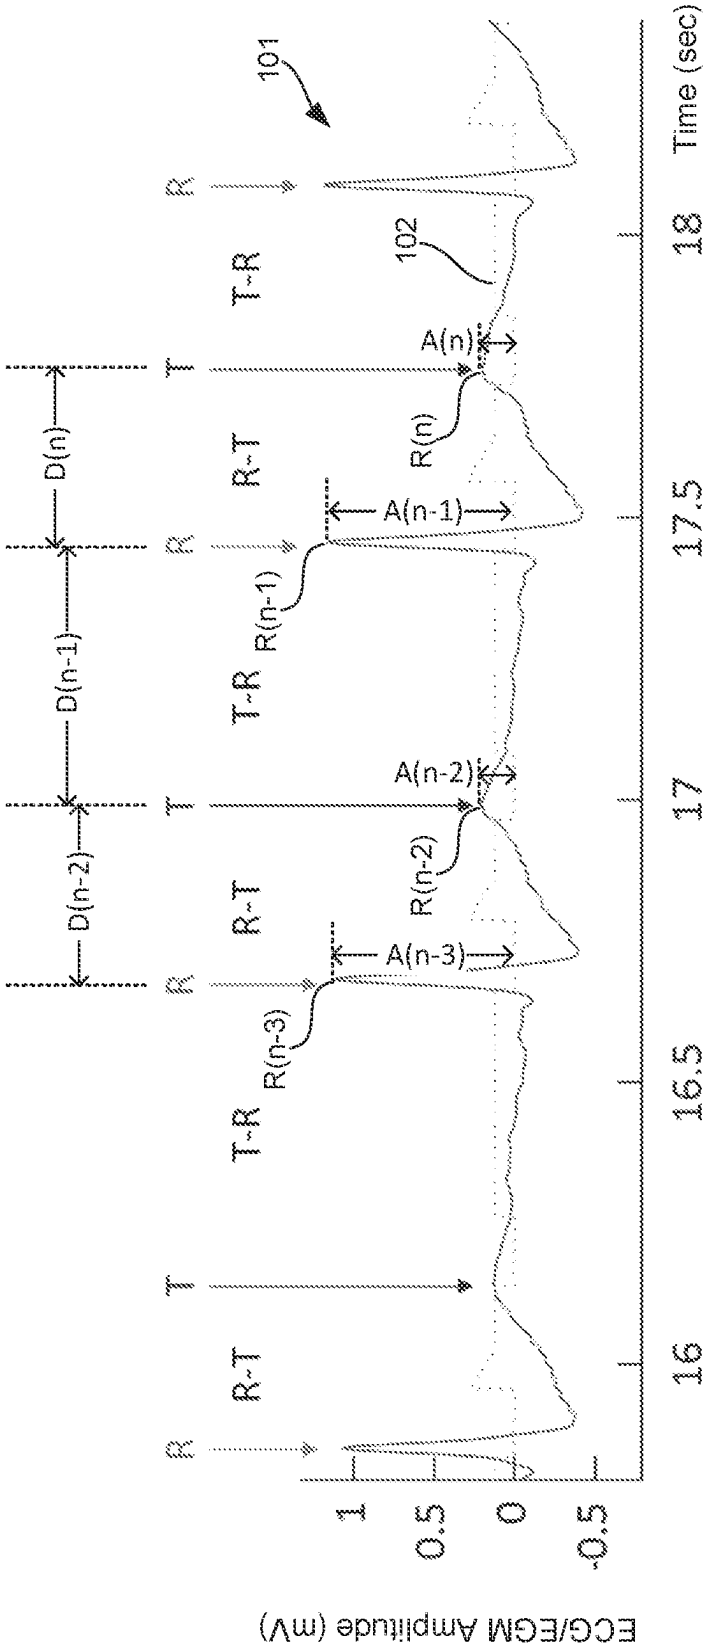 D(n-2)
D(n-1)
D(n)
R
T
R
T
R
T
R
R-T
T-R
R-T
T-R
R-T
T-R
101
R(n-3)
R(n-1)
A(n-3)
R(n-2)
A(n-2)
A(n-1)
R(n)
A(n)
102
1
0.5
0
-0.5
ECG/EGM Amplitude (mV)
16
16.5
17
17.5
18
Time (sec)